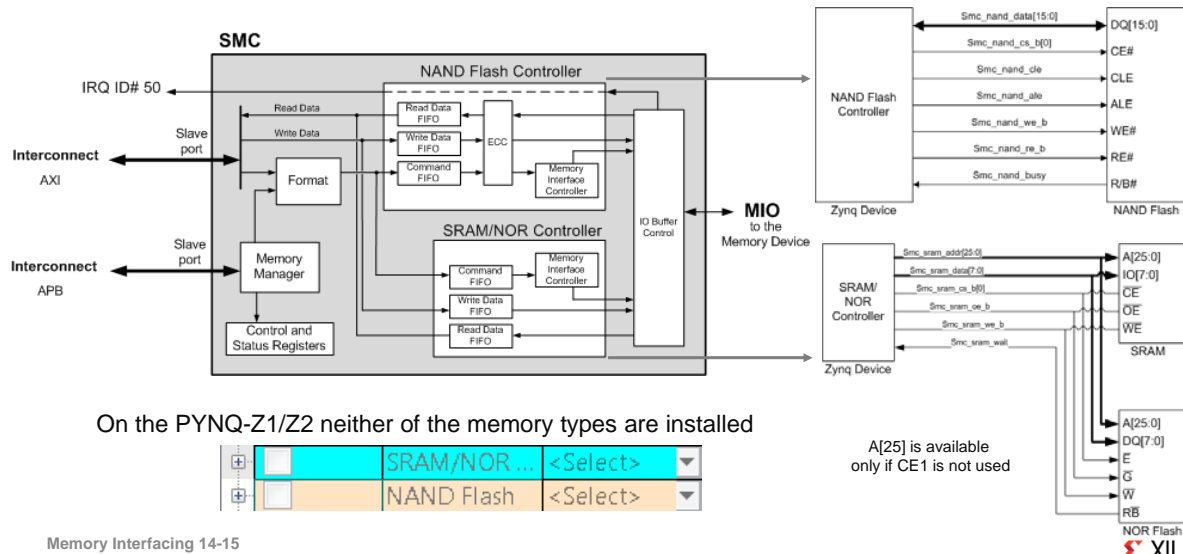 SMC
NAND Flash Controller
IRQ ID# 50
Read Data
Write Data
Read Data
FIFO
Write Data
FIFO
Command
FIFO
ECC
Memory
Interface
Controller
Slave
port
Interconnect
AXI
Format
IO Buffer
Control
MIO
to the
Memory Device
SRAM/NOR Controller
Slave
port
Interconnect
APB
Memory
Manager
Command
FIFO
Memory
Interface
Controller
Write Data
FIFO
Read Data
FIFO
Control and
Status Registers
NAND Flash
Controller
Zynq Device
Smc_nand_data[15:0]
Smc_nand_cs_b[0]
Smc_nand_cle
Smc_nand_ale
Smc_nand_we_b
Smc_nand_re_b
Smc_nand_busy
DQ[15:0]
CE#
CLE
ALE
WE#
RE#
R/B#
NAND Flash
SRAM/
NOR
Controller
Zynq Device
Smc_sram_addr[25:0]
Smc_sram_data[7:0]
Smc_sram_cs_b[0]
Smc_sram_oe_b
Smc_sram_we_b
Smc_sram_wait
A[25:0]
IO[7:0]
CE
OE
WE
SRAM
A[25:0]
DQ[7:0]
E
G
W
RB
NOR Flash
A[25] is available
only if CE1 is not used
On the PYNQ-Z1/Z2 neither of the memory types are installed
SRAM/NOR ... <Select>
NAND Flash <Select>
Memory Interfacing 14-15
XIL